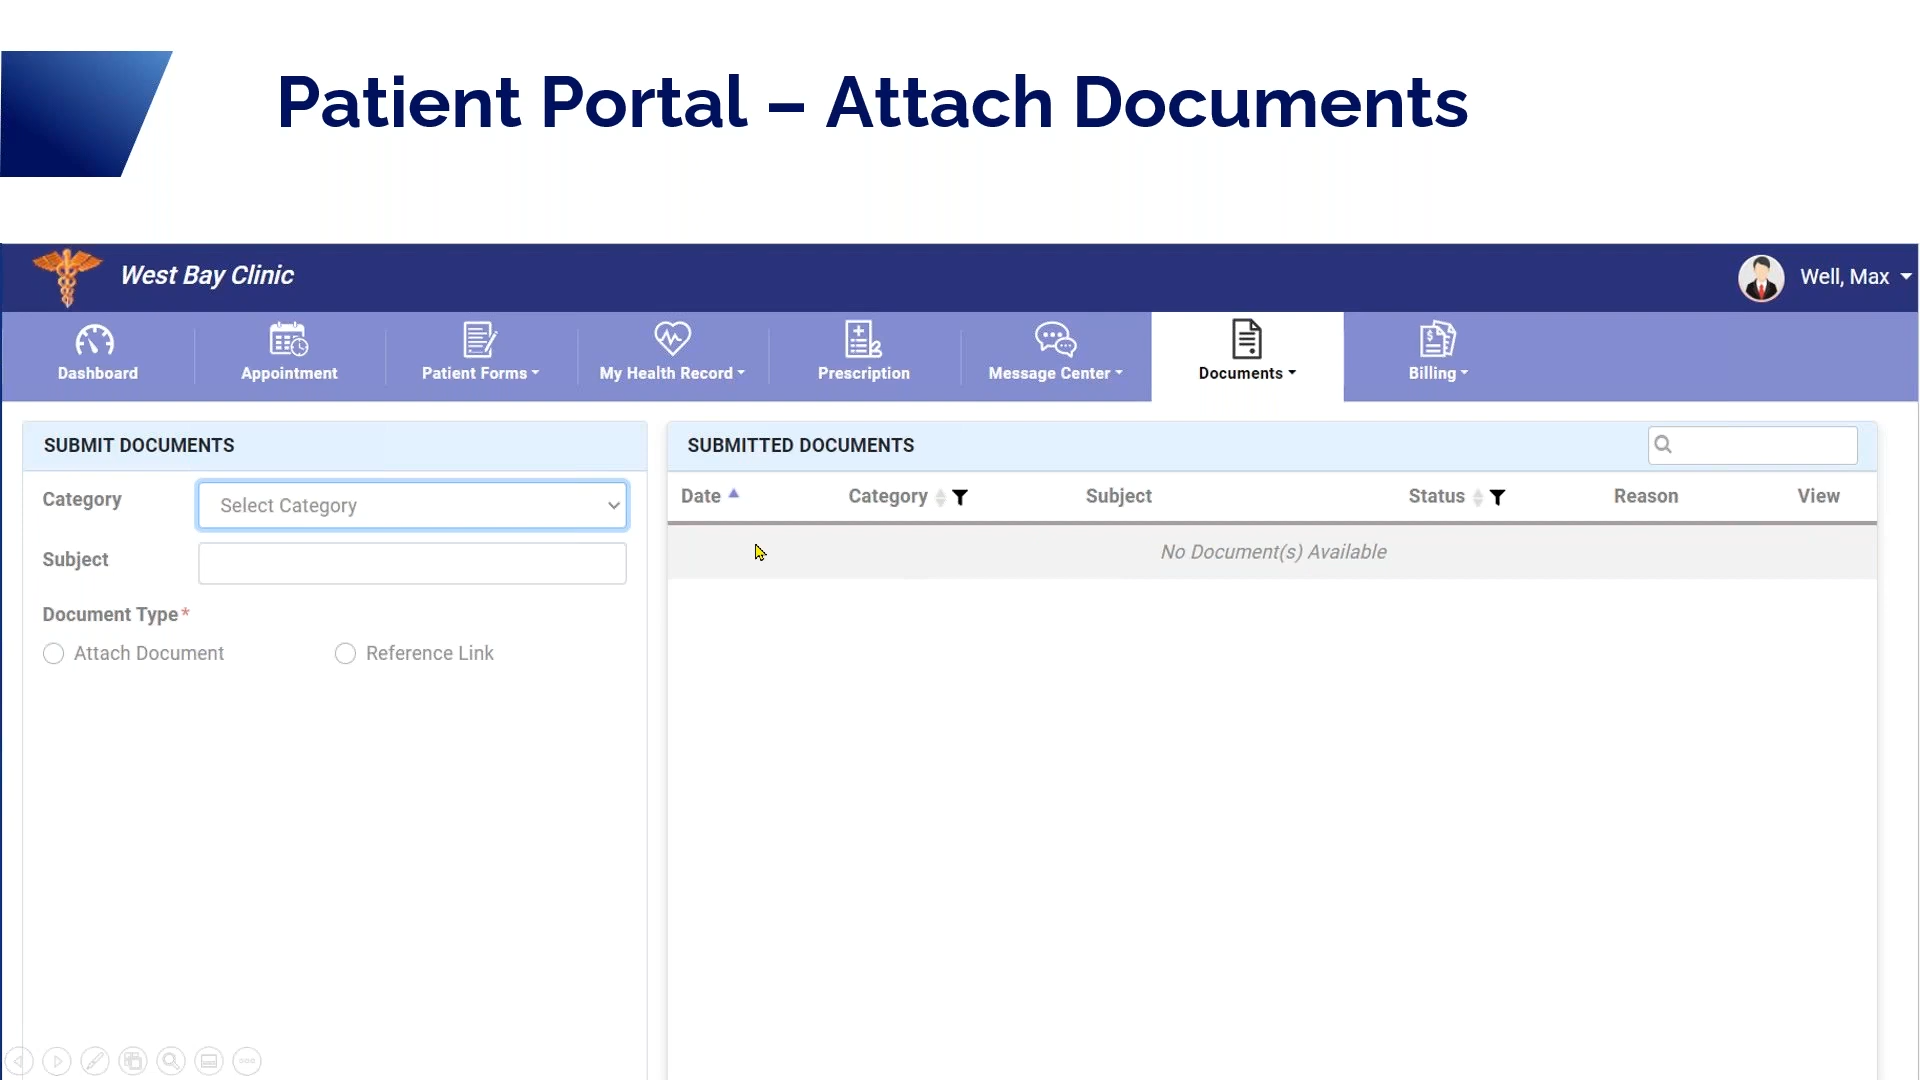 Patient Portal – Attach Documents
West Bay Clinic
Well, Max
Dashboard
Appointment
Patient Forms
My Health Record
Prescription
Message Center
Documents
Billing
SUBMIT DOCUMENTS
Category
Select Category
Subject
Document Type*
Attach Document
Reference Link
SUBMITTED DOCUMENTS
Date Category Subject Status Reason View
No Document(s) Available